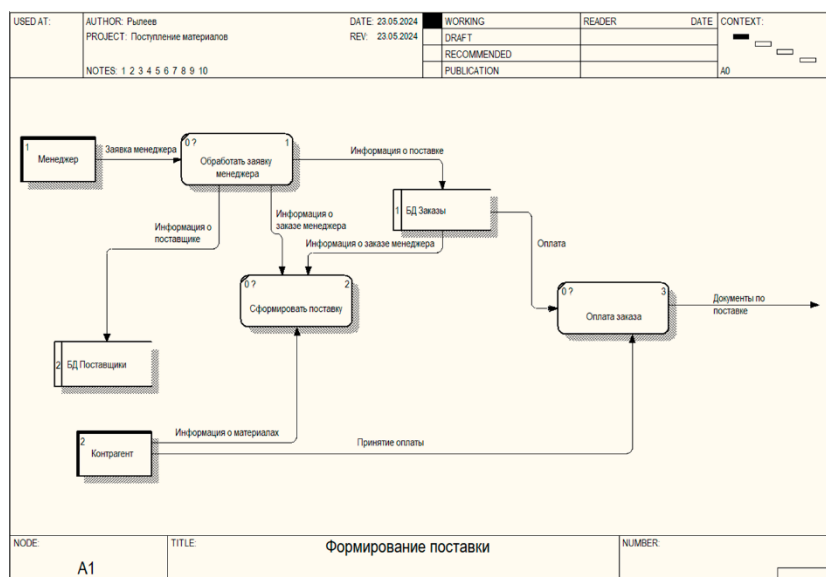 USED AT:
AUTHOR: Рылеев
DATE: 23.05.2024
WORKING
READER
DATE
CONTEXT:
PROJECT: Поступление материалов
REV: 23.05.2024
DRAFT
RECOMMENDED
NOTES: 1 2 3 4 5 6 7 8 9 10
PUBLICATION
A0
1
Менеджер
Заявка менеджера
0 ?
1
Обработать заявку
менеджера
Информация о поставке
1
БД Заказы
Информация о
поставщике
Информация о
заказе менеджера
Информация о заказе менеджера
Оплата
0 ?
2
Сформировать поставку
0 ?
3
Оплата заказа
Документы по
поставке
2
БД Поставщики
2
Контрагент
Информация о материалах
Принятие оплаты
NODE:
A1
TITLE:
Формирование поставки
NUMBER: